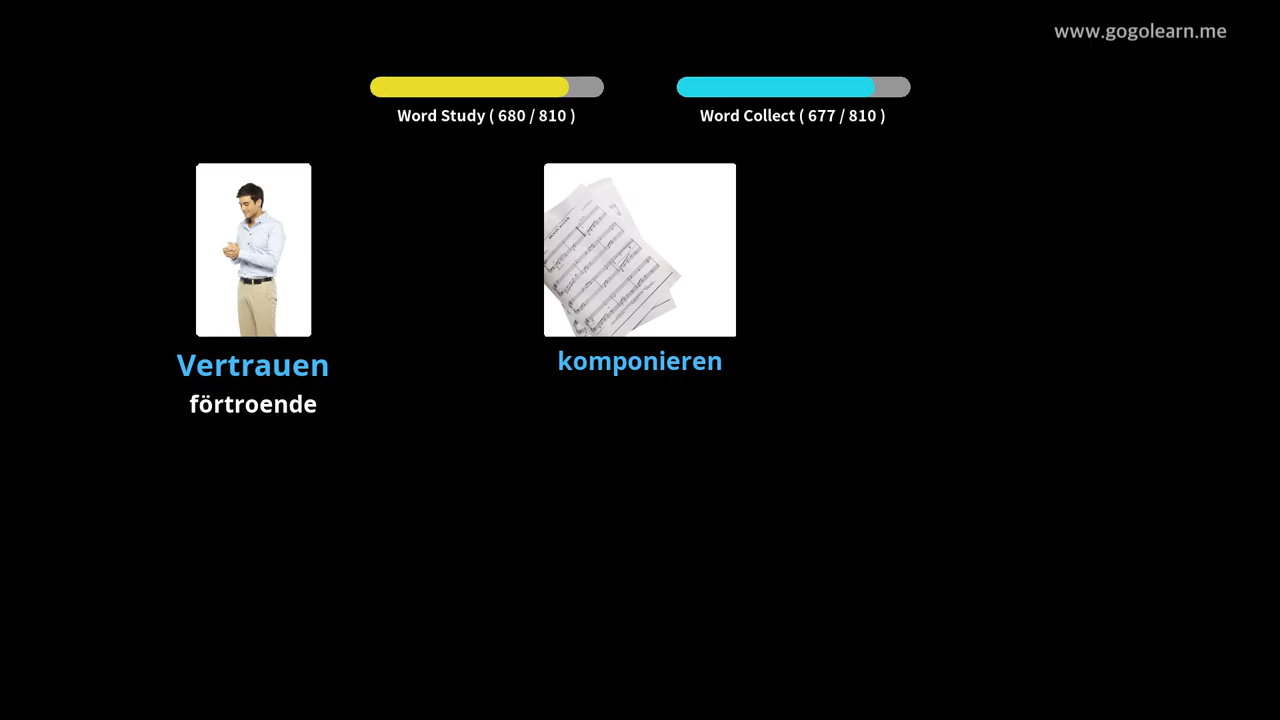 www.gogolearn.me
Word Study ( 680 / 810 )
Word Collect ( 677 / 810 )
Vertrauen
förtroende
komponieren